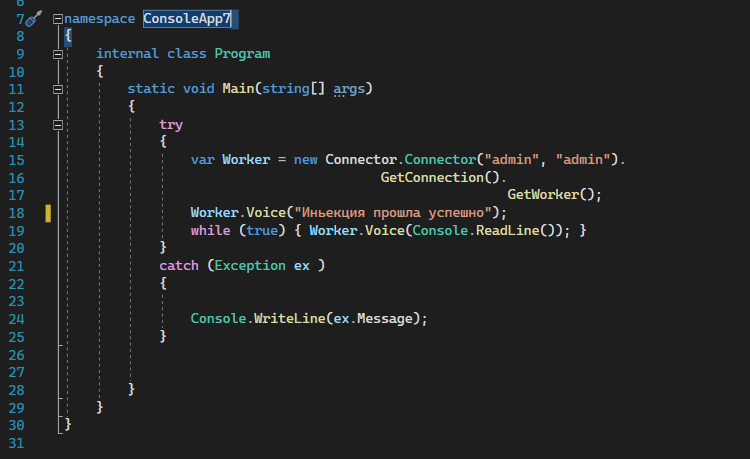 6
7 namespace ConsoleApp7
8 {
9 internal class Program
10 {
11 static void Main(string[] args)
12 {
13 try
14 {
15 var Worker = new Connector.Connector("admin", "admin").
16 GetConnection().
17 GetWorker();
18 Worker.Voice("Иньекция прошла успешно");
19 while (true) { Worker.Voice(Console.ReadLine()); }
20 }
21 catch (Exception ex )
22 {
23
24 Console.WriteLine(ex.Message);
25 }
26
27
28 }
29 }
30 }
31